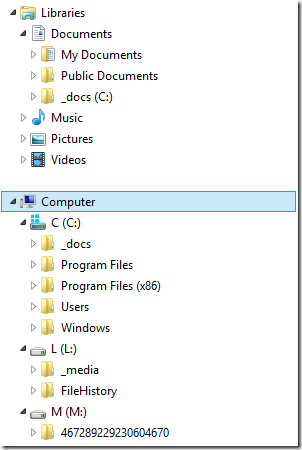 Libraries
Documents
My Documents
Public Documents
_docs (C:)
Music
Pictures
Videos
Computer
C (C:)
_docs
Program Files
Program Files (x86)
Users
Windows
L (L:)
_media
FileHistory
M (M:)
467289229230604670